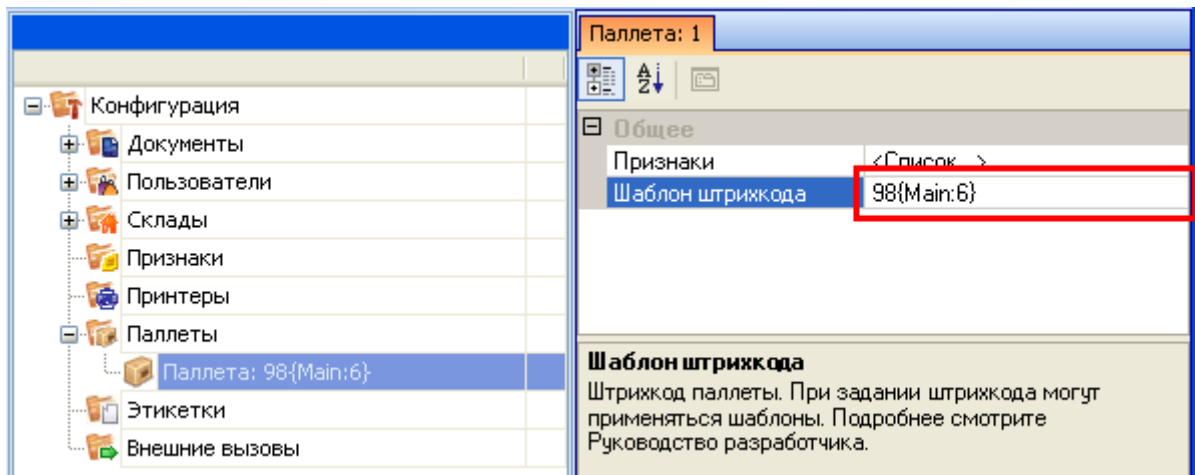 Паллета: 1
Конфигурация
Документы
Пользователи
Склады
Признаки
Принтеры
Паллеты
Паллета: 98{Main:6}
Этикетки
Внешние вызовы
Общее
Признаки <Список...>
Шаблон штрихкода 98{Main:6}
Шаблон штрихкода
Штрихкод паллеты. При задании штрихкода могут
применяться шаблоны. Подробнее смотрите
Руководство разработчика.